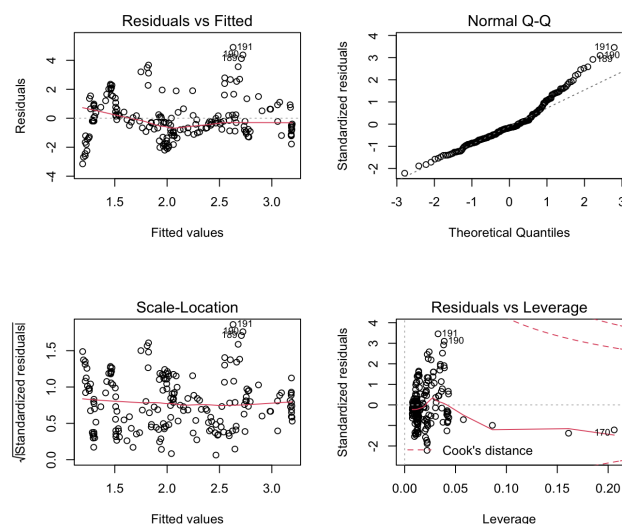 Residuals vs Fitted
Residuals
-4 -2 0 2 4
191
190
189
1.5 2.0 2.5 3.0
Fitted values
Normal Q-Q
Standardized residuals
-2 -1 0 1 2 3 4
191
190
189
-3 -2 -1 0 1 2 3
Theoretical Quantiles
Scale-Location
√|Standardized residuals|
0.0 0.5 1.0 1.5
191
190
189
1.5 2.0 2.5 3.0
Fitted values
Residuals vs Leverage
Standardized residuals
-2 0 1 2 3 4
191
190
170
Cook's distance
0.00 0.05 0.10 0.15 0.20
Leverage